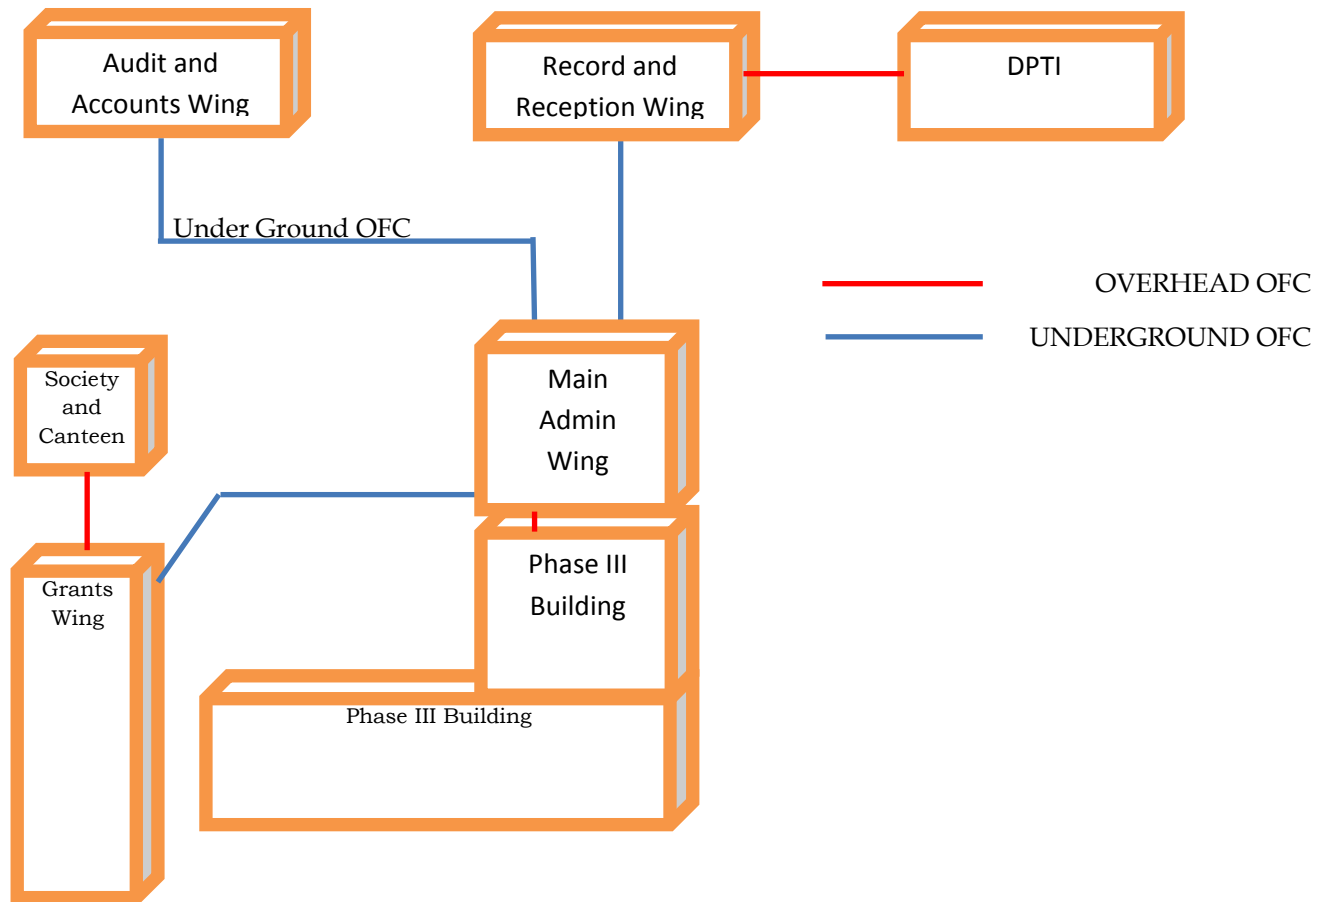 Audit and
Accounts Wing
Record and
Reception Wing
DPTI
Under Ground OFC
OVERHEAD OFC
UNDERGROUND OFC
Society
and
Canteen
Main
Admin
Wing
Grants
Wing
Phase III
Building
Phase III Building